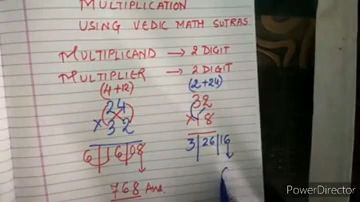 MULTIPLICATION
USING VEDIC MATH SUTRAS
MULTIPLICAND → 2 DIGIT
MULTIPLIER → 2 DIGIT
(4+12) (2+24)
24 32
×32 ×18
6|16|08 3|26|16
768 Ans.
PowerDirector